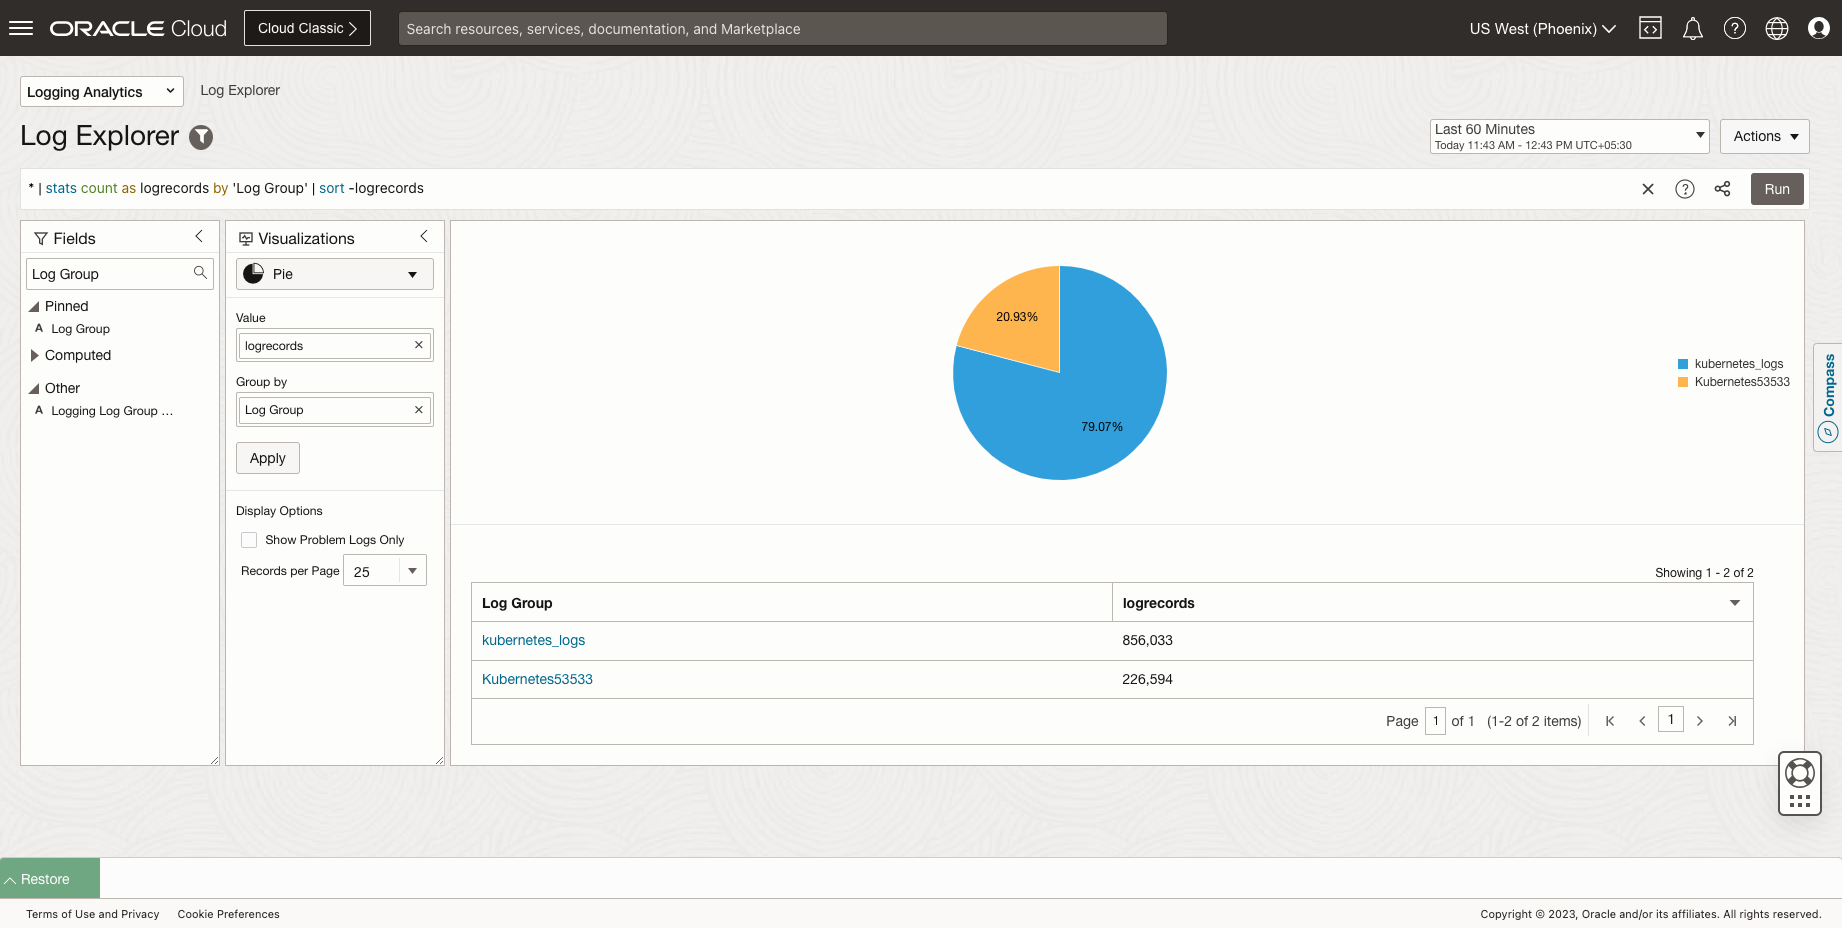 ORACLE Cloud
Cloud Classic
Search resources, services, documentation, and Marketplace
US West (Phoenix)
Logging Analytics
Log Explorer
Log Explorer
Last 60 Minutes
Today 11:43 AM - 12:43 PM UTC+05:30
Actions
* | stats count as logrecords by 'Log Group' | sort -logrecords
Run
Fields
Log Group
Pinned
A Log Group
Computed
Other
A Logging Log Group ...
Visualizations
Pie
Value
logrecords
Group by
Log Group
Apply
Display Options
Show Problem Logs Only
Records per Page 25
20.93%
79.07%
kubernetes_logs
Kubernetes53533
Compass
Showing 1 - 2 of 2
Log Group logrecords
kubernetes_logs 856,033
Kubernetes53533 226,594
Page 1 of 1 (1-2 of 2 items) 1
Restore
Terms of Use and Privacy Cookie Preferences
Copyright © 2023, Oracle and/or its affiliates. All rights reserved.